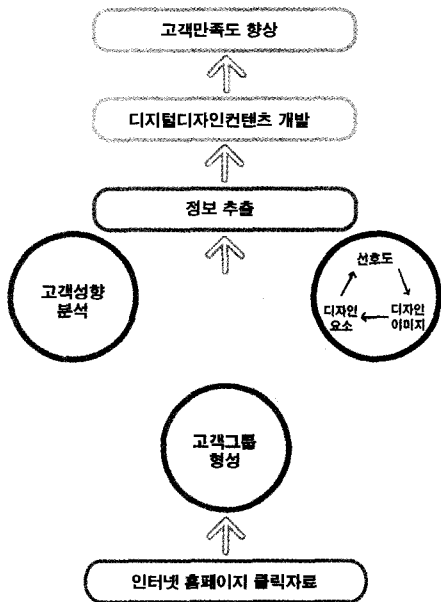 고객만족도 향상
디지털디자인컨텐츠 개발
정보 추출
고객성향
분석
선호도
디자인
요소
디자인
이미지
고객그룹
형성
인터넷 홈페이지 클릭자료